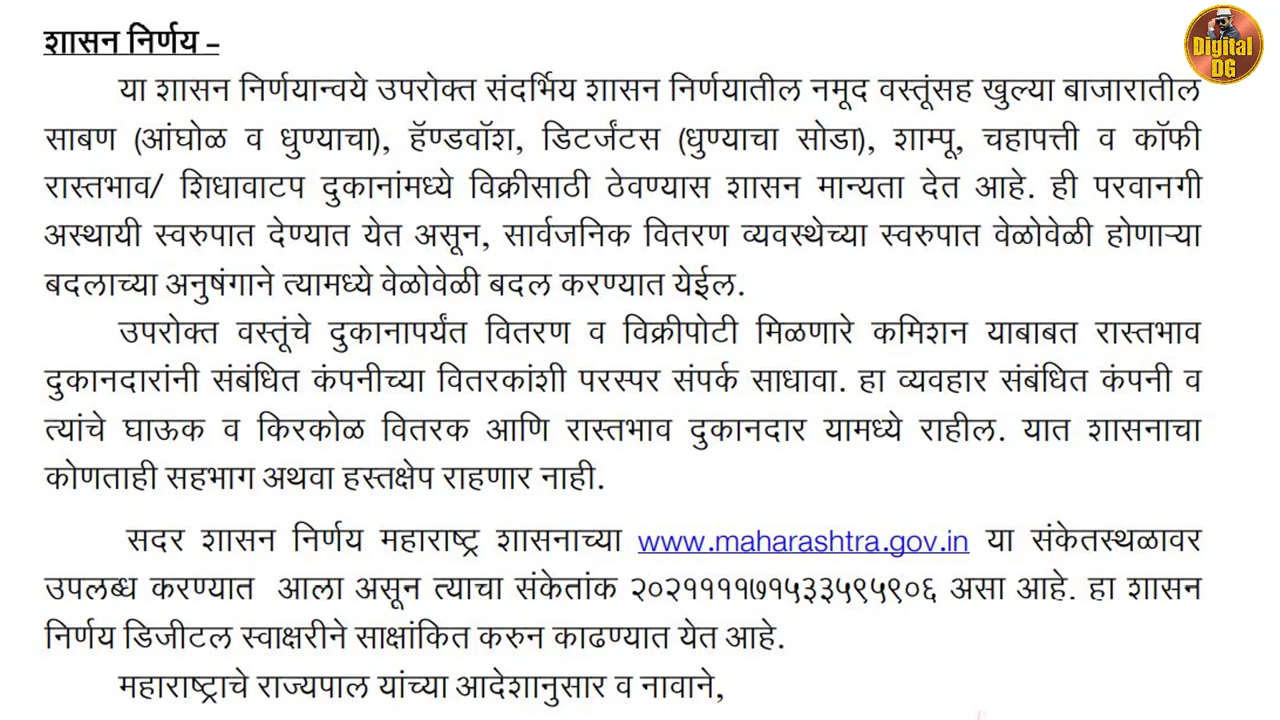 शासन निर्णय –
Digital
DG
या शासन निर्णयान्वये उपरोक्त संदर्भिय शासन निर्णयातील नमूद वस्तूंसह खुल्या बाजारातील
साबण (आंघोळ व धुण्याचा), हॅण्डवॉश, डिटर्जंटस (धुण्याचा सोडा), शाम्पू, चहापत्ती व कॉफी
रास्तभाव/ शिधावाटप दुकानांमध्ये विक्रीसाठी ठेवण्यास शासन मान्यता देत आहे. ही परवानगी
अस्थायी स्वरुपात देण्यात येत असून, सार्वजनिक वितरण व्यवस्थेच्या स्वरुपात वेळोवेळी होणाऱ्या
बदलाच्या अनुषंगाने त्यामध्ये वेळोवेळी बदल करण्यात येईल.
उपरोक्त वस्तूंचे दुकानापर्यंत वितरण व विक्रीपोटी मिळणारे कमिशन याबाबत रास्तभाव
दुकानदारांनी संबंधित कंपनीच्या वितरकांशी परस्पर संपर्क साधावा. हा व्यवहार संबंधित कंपनी व
त्यांचे घाऊक व किरकोळ वितरक आणि रास्तभाव दुकानदार यामध्ये राहील. यात शासनाचा
कोणताही सहभाग अथवा हस्तक्षेप राहणार नाही.
सदर शासन निर्णय महाराष्ट्र शासनाच्या www.maharashtra.gov.in या संकेतस्थळावर
उपलब्ध करण्यात आला असून त्याचा संकेतांक २०२११११७१५३३५९५९०६ असा आहे. हा शासन
निर्णय डिजीटल स्वाक्षरीने साक्षांकित करुन काढण्यात येत आहे.
महाराष्ट्राचे राज्यपाल यांच्या आदेशानुसार व नावाने,